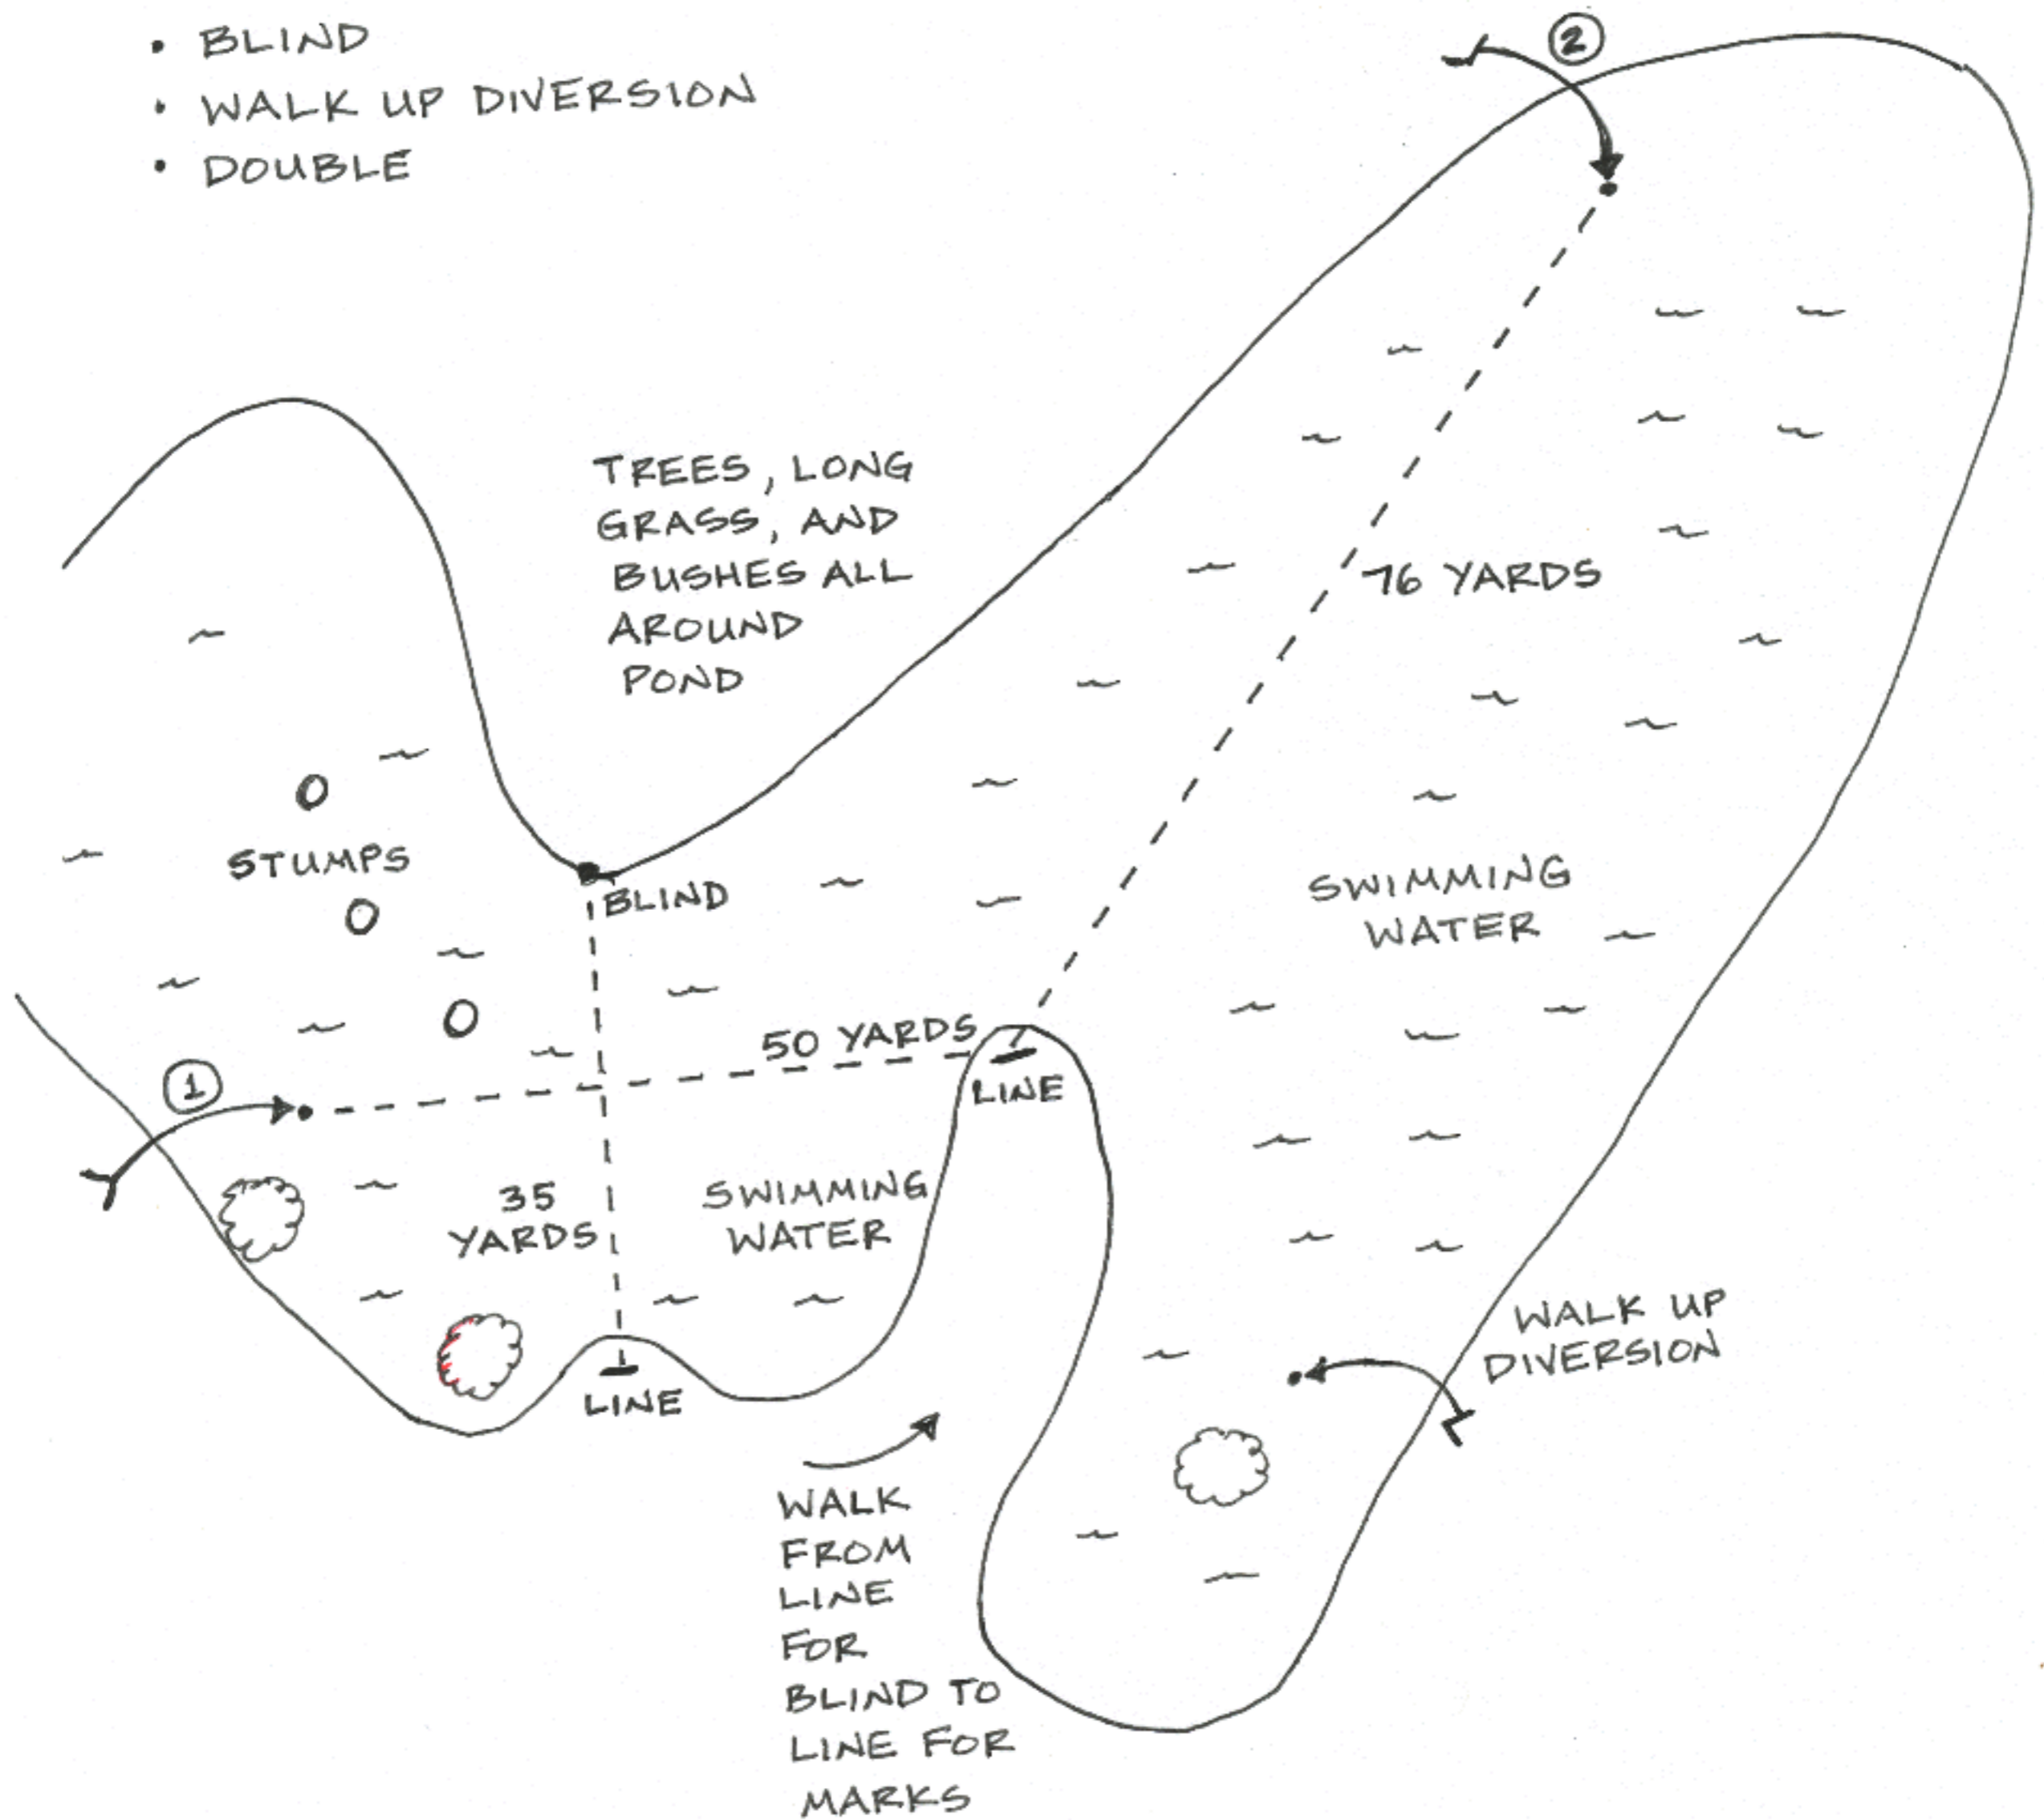 • BLIND
• WALK UP DIVERSION
• DOUBLE
2
TREES, LONG
GRASS, AND
BUSHES ALL
AROUND
POND
76 YARDS
STUMPS
BLIND
SWIMMING
WATER
50 YARDS
LINE
1
35
YARDS
SWIMMING
WATER
LINE
WALK UP
DIVERSION
WALK
FROM
LINE
FOR
BLIND TO
LINE FOR
MARKS